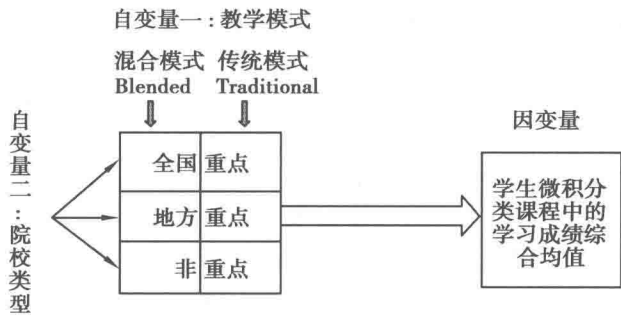 自变量一：教学模式
混合模式 传统模式
Blended Traditional
自变量二：院校类型
全国 重点
地方 重点
非 重点
因变量
学生微积分
类课程中的
学习成绩综
合均值